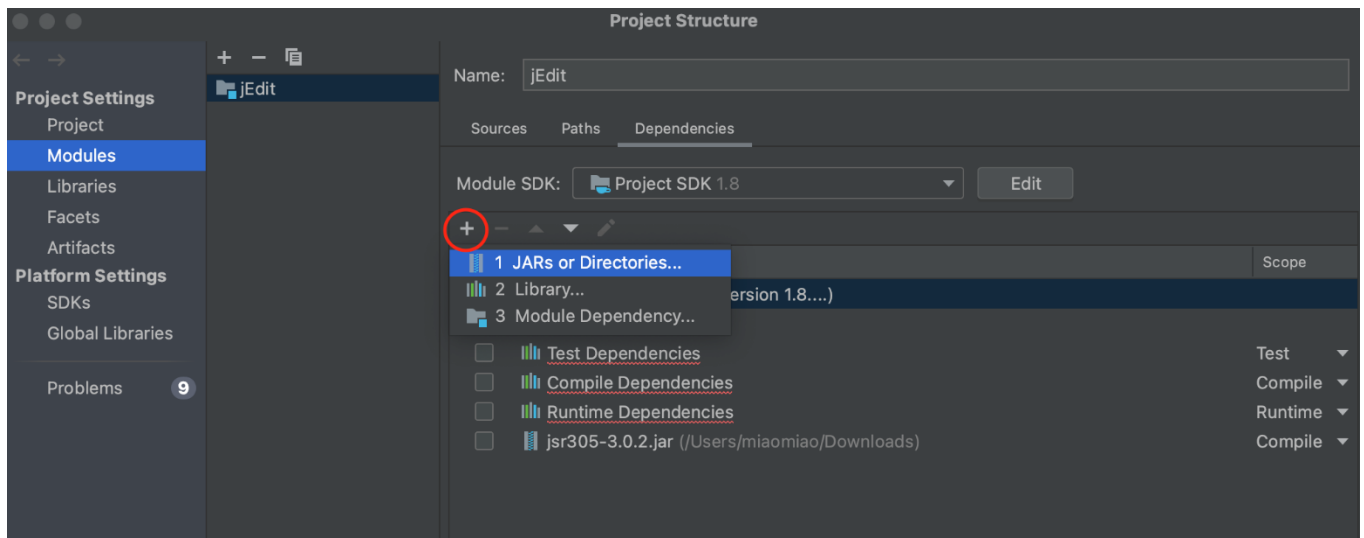 Project Structure
Project Settings
Project
Modules
Libraries
Facets
Artifacts
Platform Settings
SDKs
Global Libraries
Problems 9
jEdit
Name: jEdit
Sources Paths Dependencies
Module SDK: Project SDK 1.8 Edit
Scope
1 JARs or Directories...
2 Library...
3 Module Dependency...
ersion 1.8....)
Test Dependencies Test
Compile Dependencies Compile
Runtime Dependencies Runtime
jsr305-3.0.2.jar (/Users/miaomiao/Downloads) Compile